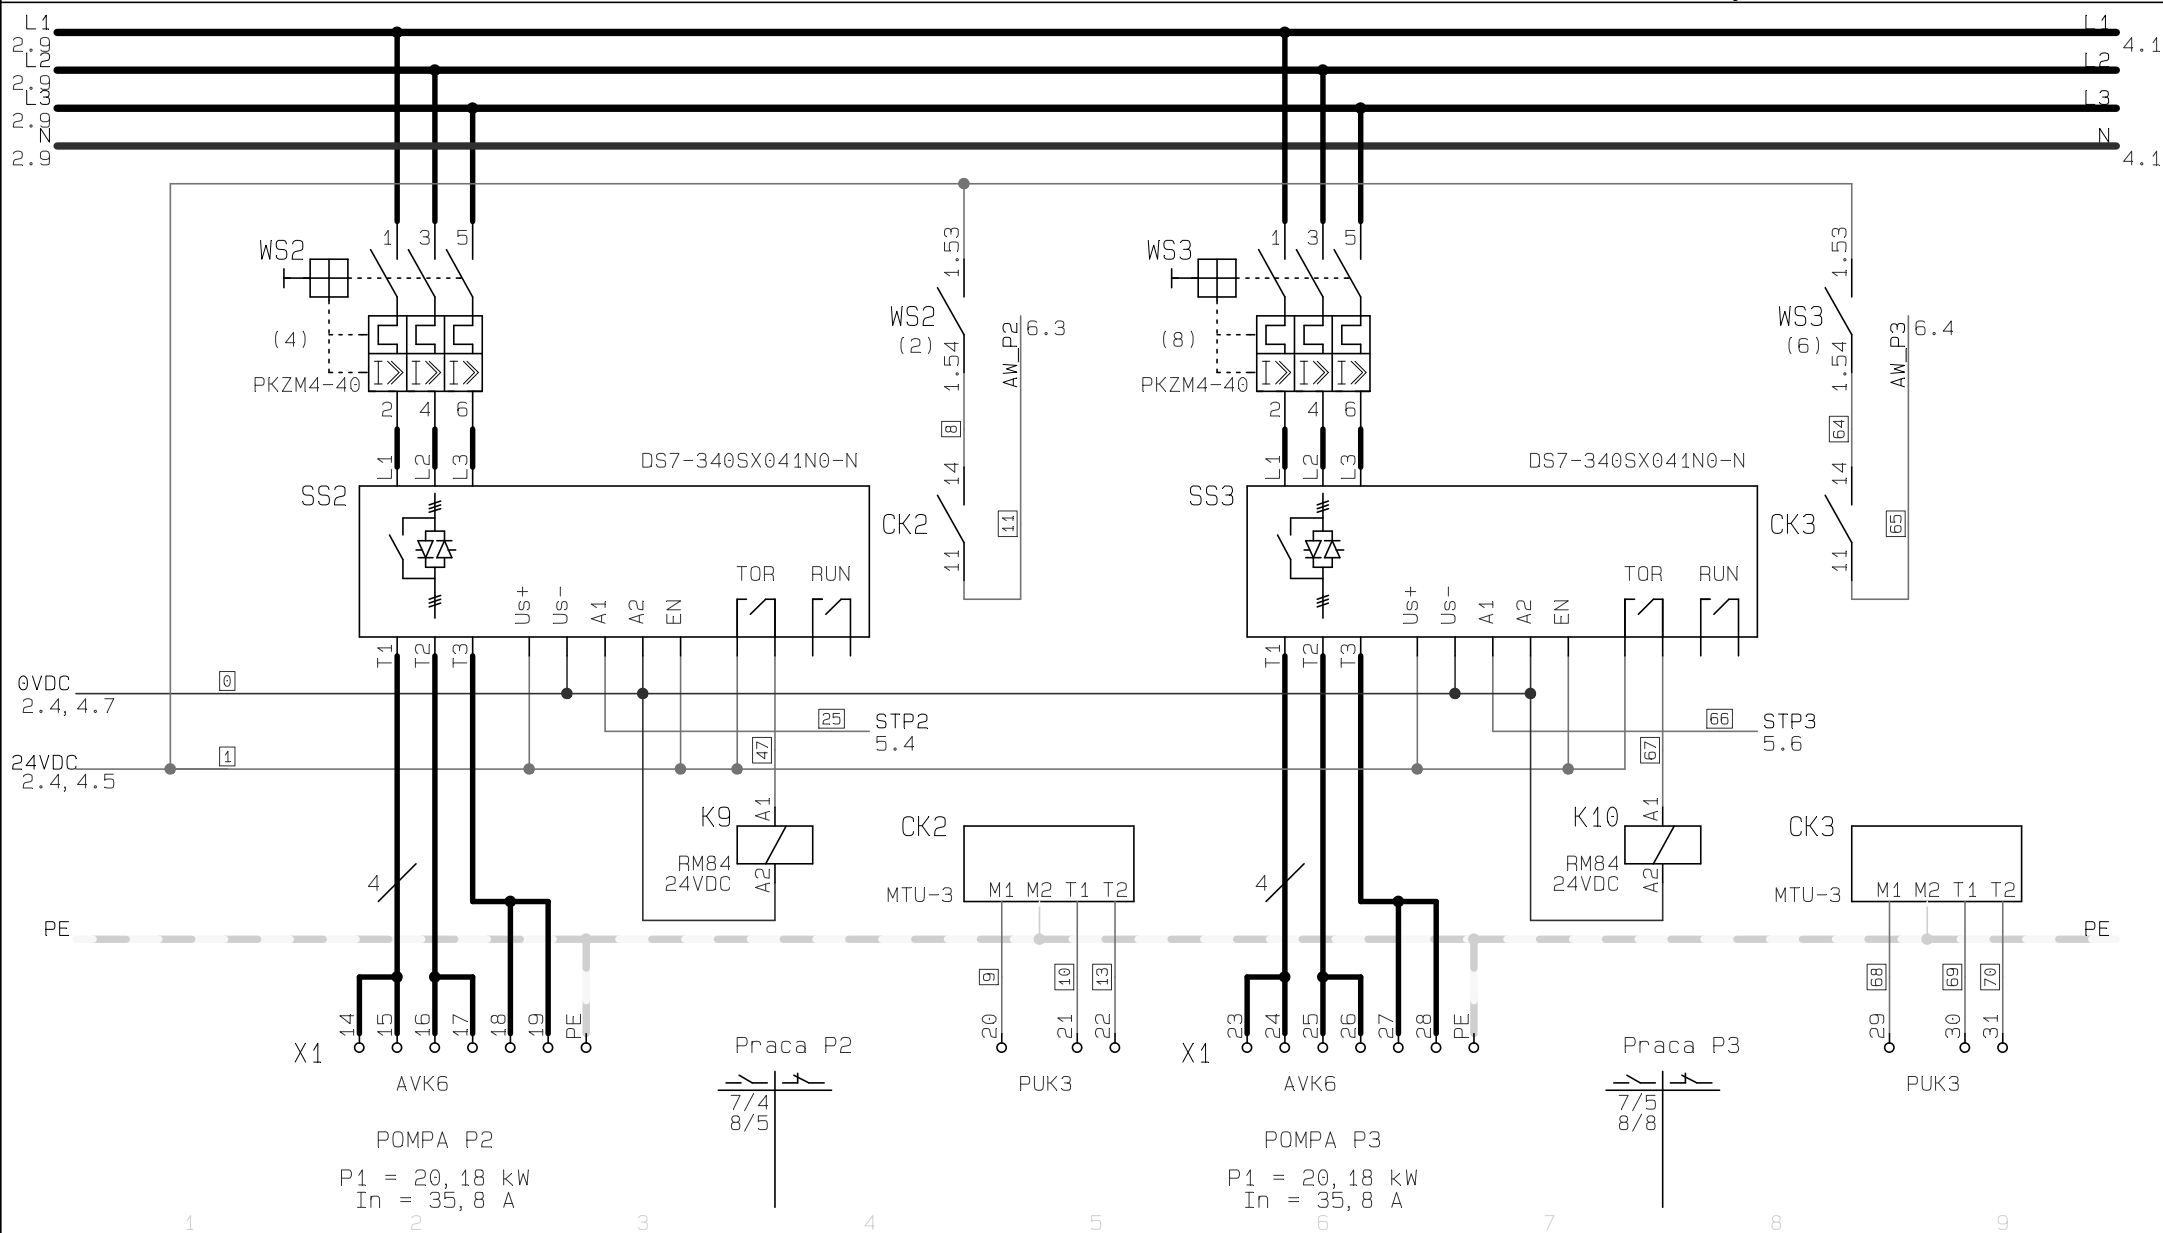 L1
2.9
L2
2.9
L3
2.9
N
2.9
L1
4.1
L2
L3
N
4.1
WS2
1 3 5
(4)
PKZM4-40
2 4 6
L1 L2 L3
DS7-340SX041N0-N
SS2
TOR RUN
Us+ Us- A1 A2 EN
T1 T2 T3
1.53
WS2
(2)
1.54
8
14
CK2
11
AW_P2
6.3
11
WS3
1 3 5
(8)
PKZM4-40
2 4 6
L1 L2 L3
DS7-340SX041N0-N
SS3
TOR RUN
Us+ Us- A1 A2 EN
T1 T2 T3
1.53
WS3
(6)
1.54
64
14
CK3
11
AW_P3
6.4
65
0VDC
2.4,4.7
0
24VDC
2.4,4.5
1
25
STP2
5.4
47
66
STP3
5.6
67
K9
A1
RM84
24VDC
A2
CK2
MTU-3
M1 M2 T1 T2
K10
A1
RM84
24VDC
A2
CK3
MTU-3
M1 M2 T1 T2
4
4
PE
PE
9 10 13
68 69 70
X1
14 15 16 17 18 19 PE
AVK6
Praca P2
7/4
8/5
20 21 22
PUK3
X1
23 24 25 26 27 28 PE
AVK6
Praca P3
7/5
8/8
29 30 31
PUK3
POMPA P2
P1 = 20,18 kW
In = 35,8 A
POMPA P3
P1 = 20,18 kW
In = 35,8 A
1 2 3 4 5 6 7 8 9